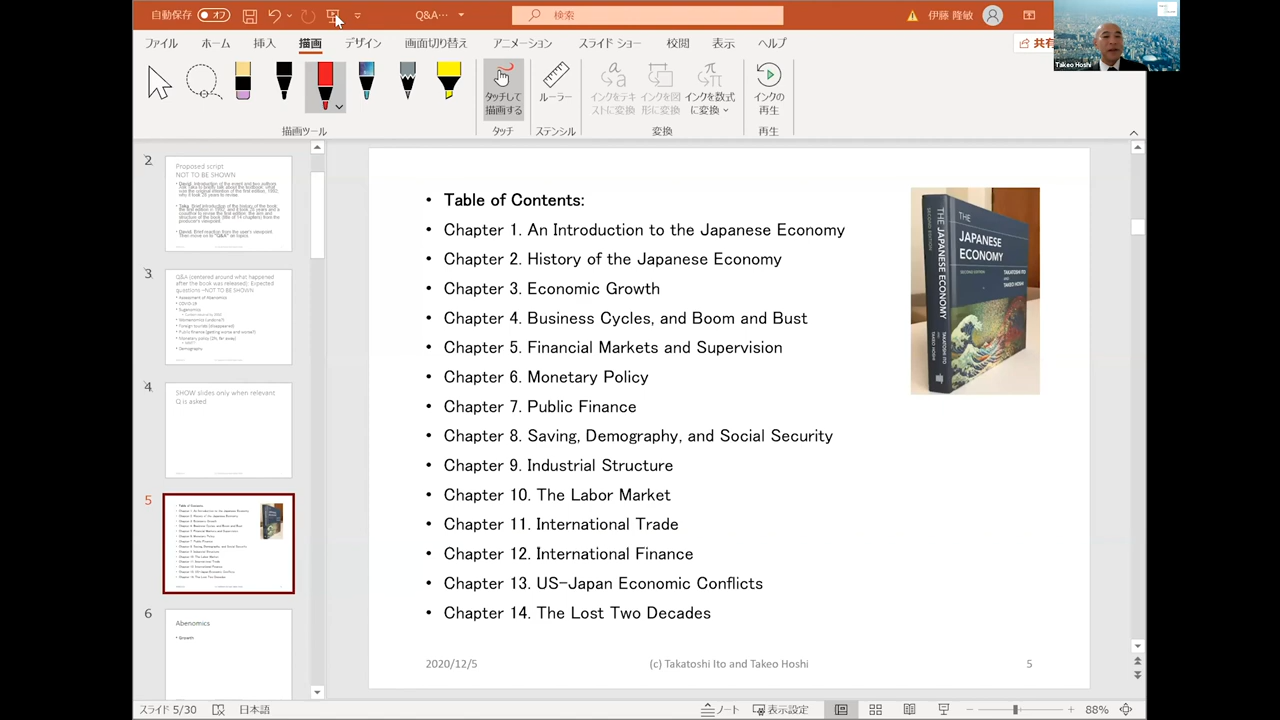 自動保存
オフ
Q&A…
検索
伊藤 隆敏
ファイル
ホーム
挿入
描画
デザイン
画面切り替え
アニメーション
スライド ショー
校閲
表示
ヘルプ
共有
Takeo Hoshi
タッチして
描画する
ルーラー
インクをテキ
ストに変換
インクを図
形に変換
インクを数式
に変換
インクの
再生
描画ツール
タッチ
ステンシル
変換
再生
2
Proposed script
NOT TO BE SHOWN
3
Q&A (centered around what happened
after the book was released): Expected
questions –NOT TO BE SHOWN
4
SHOW slides only when relevant
Q is asked
5
6
Abenomics
• Growth
• Table of Contents:
• Chapter 1. An Introduction to the Japanese Economy
• Chapter 2. History of the Japanese Economy
• Chapter 3. Economic Growth
• Chapter 4. Business Cycles and Boom and Bust
• Chapter 5. Financial Markets and Supervision
• Chapter 6. Monetary Policy
• Chapter 7. Public Finance
• Chapter 8. Saving, Demography, and Social Security
• Chapter 9. Industrial Structure
• Chapter 10. The Labor Market
• Chapter 11. International Trade
• Chapter 12. International Finance
• Chapter 13. US-Japan Economic Conflicts
• Chapter 14. The Lost Two Decades
THE
JAPANESE
ECONOMY
SECOND EDITION
TAKATOSHI ITO
AND
TAKEO HOSHI
THE JAPANESE ECONOMY
SECOND EDITION
TAKATOSHI ITO
TAKEO HOSHI
2020/12/5
(c) Takatoshi Ito and Takeo Hoshi
5
スライド 5/30
日本語
ノート
表示設定
88%